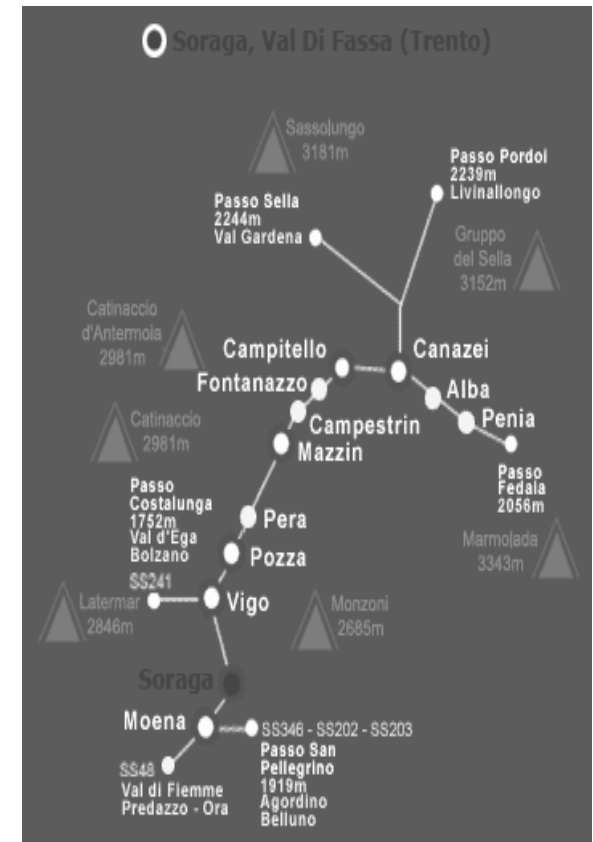 Soraga, Val Di Fassa (Trento)
Sassolungo
3181m
Passo Pordoi
2239m
Livinallongo
Passo Sella
2244m
Val Gardena
Gruppo
del Sella
3152m
Catinaccio
d'Antermoia
2981m
Campitello
Canazei
Fontanazzo
Alba
Campestrin
Penia
Catinaccio
2981m
Mazzin
Passo
Fedaia
2056m
Passo
Costalunga
1752m
Val d'Ega
Bolzano
Pera
Marmolada
3343m
Pozza
SS241
Latemar
2846m
Vigo
Monzoni
2685m
Soraga
Moena
SS346 - SS202 - SS203
Passo San
Pellegrino
1919m
Agordino
Belluno
SS48
Val di Fiemme
Predazzo - Ora